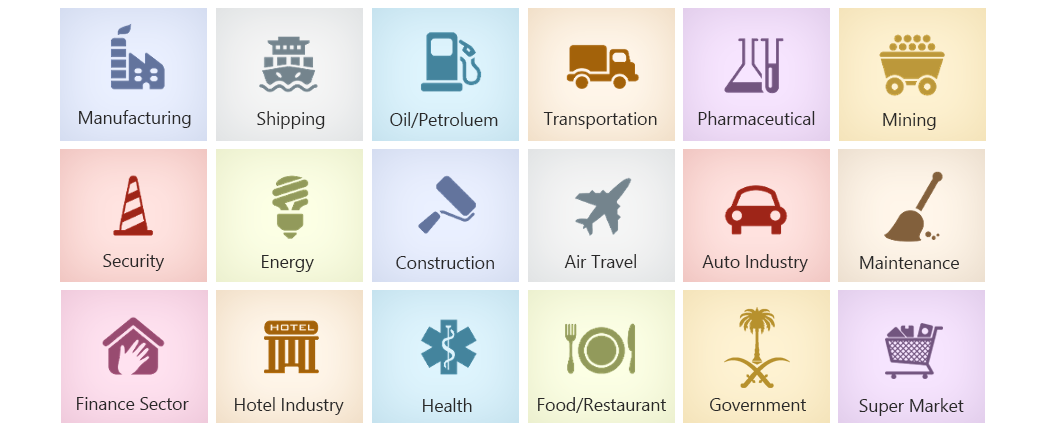 Manufacturing
Shipping
Oil/Petroluem
Transportation
Pharmaceutical
Mining
Security
Energy
Construction
Air Travel
Auto Industry
Maintenance
Finance Sector
HOTEL
Hotel Industry
Health
Food/Restaurant
Government
Super Market